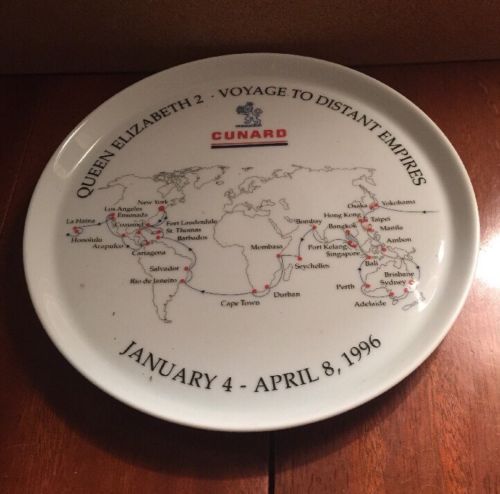 QUEEN ELIZABETH 2 · VOYAGE TO DISTANT EMPIRES
CUNARD
New York
Los Angeles
Ensenada
La Haina
Cozumel
Fort Lauderdale
St. Thomas
Honolulu
Barbados
Acapulco
Cartagena
Salvador
Rio de Janeiro
Cape Town
Durban
Mombasa
Seychelles
Bombay
Osaka
Yokohama
Hong Kong
Taipei
Bangkok
Manila
Port Kelang
Ambon
Singapore
Bali
Brisbane
Perth
Sydney
Adelaide
JANUARY 4 - APRIL 8, 1996